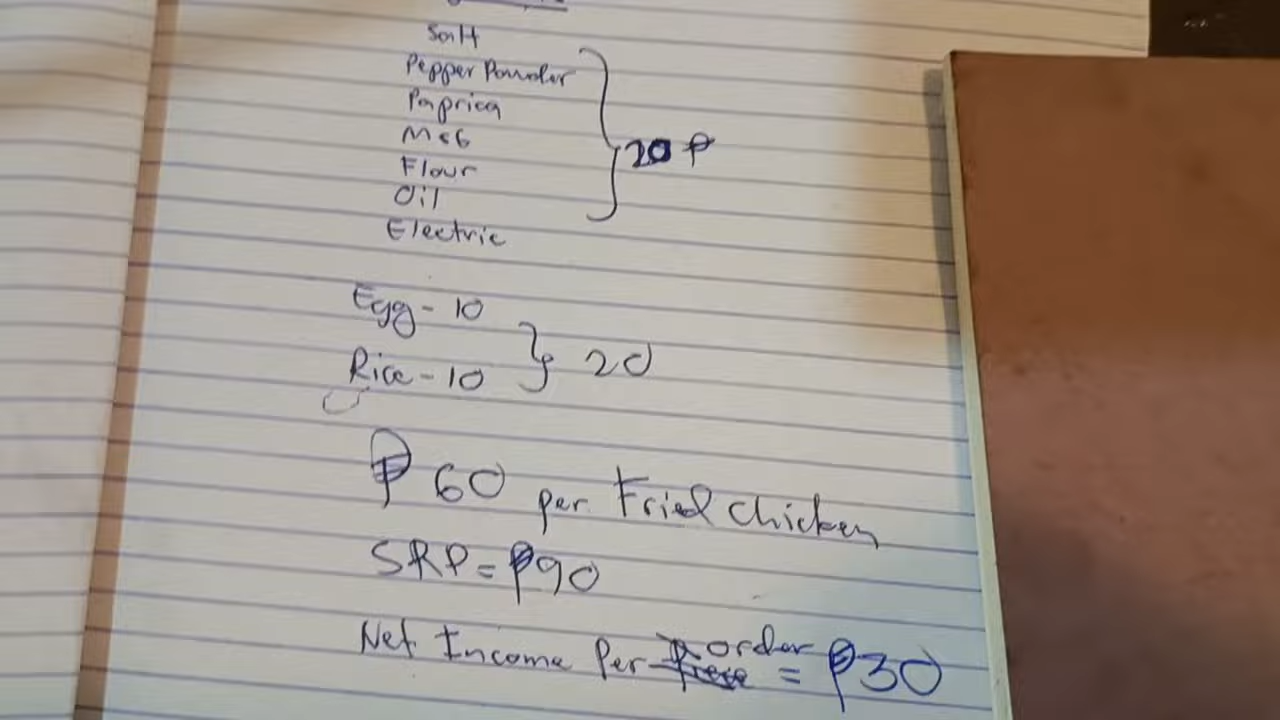 Salt
Pepper Powder
Paprica
MSG
Flour
Oil
Electric
20 ₱
Egg - 10
Rice - 10
20
₱ 60 per Fried chicken
SRP = ₱90
Net Income Per order = ₱30